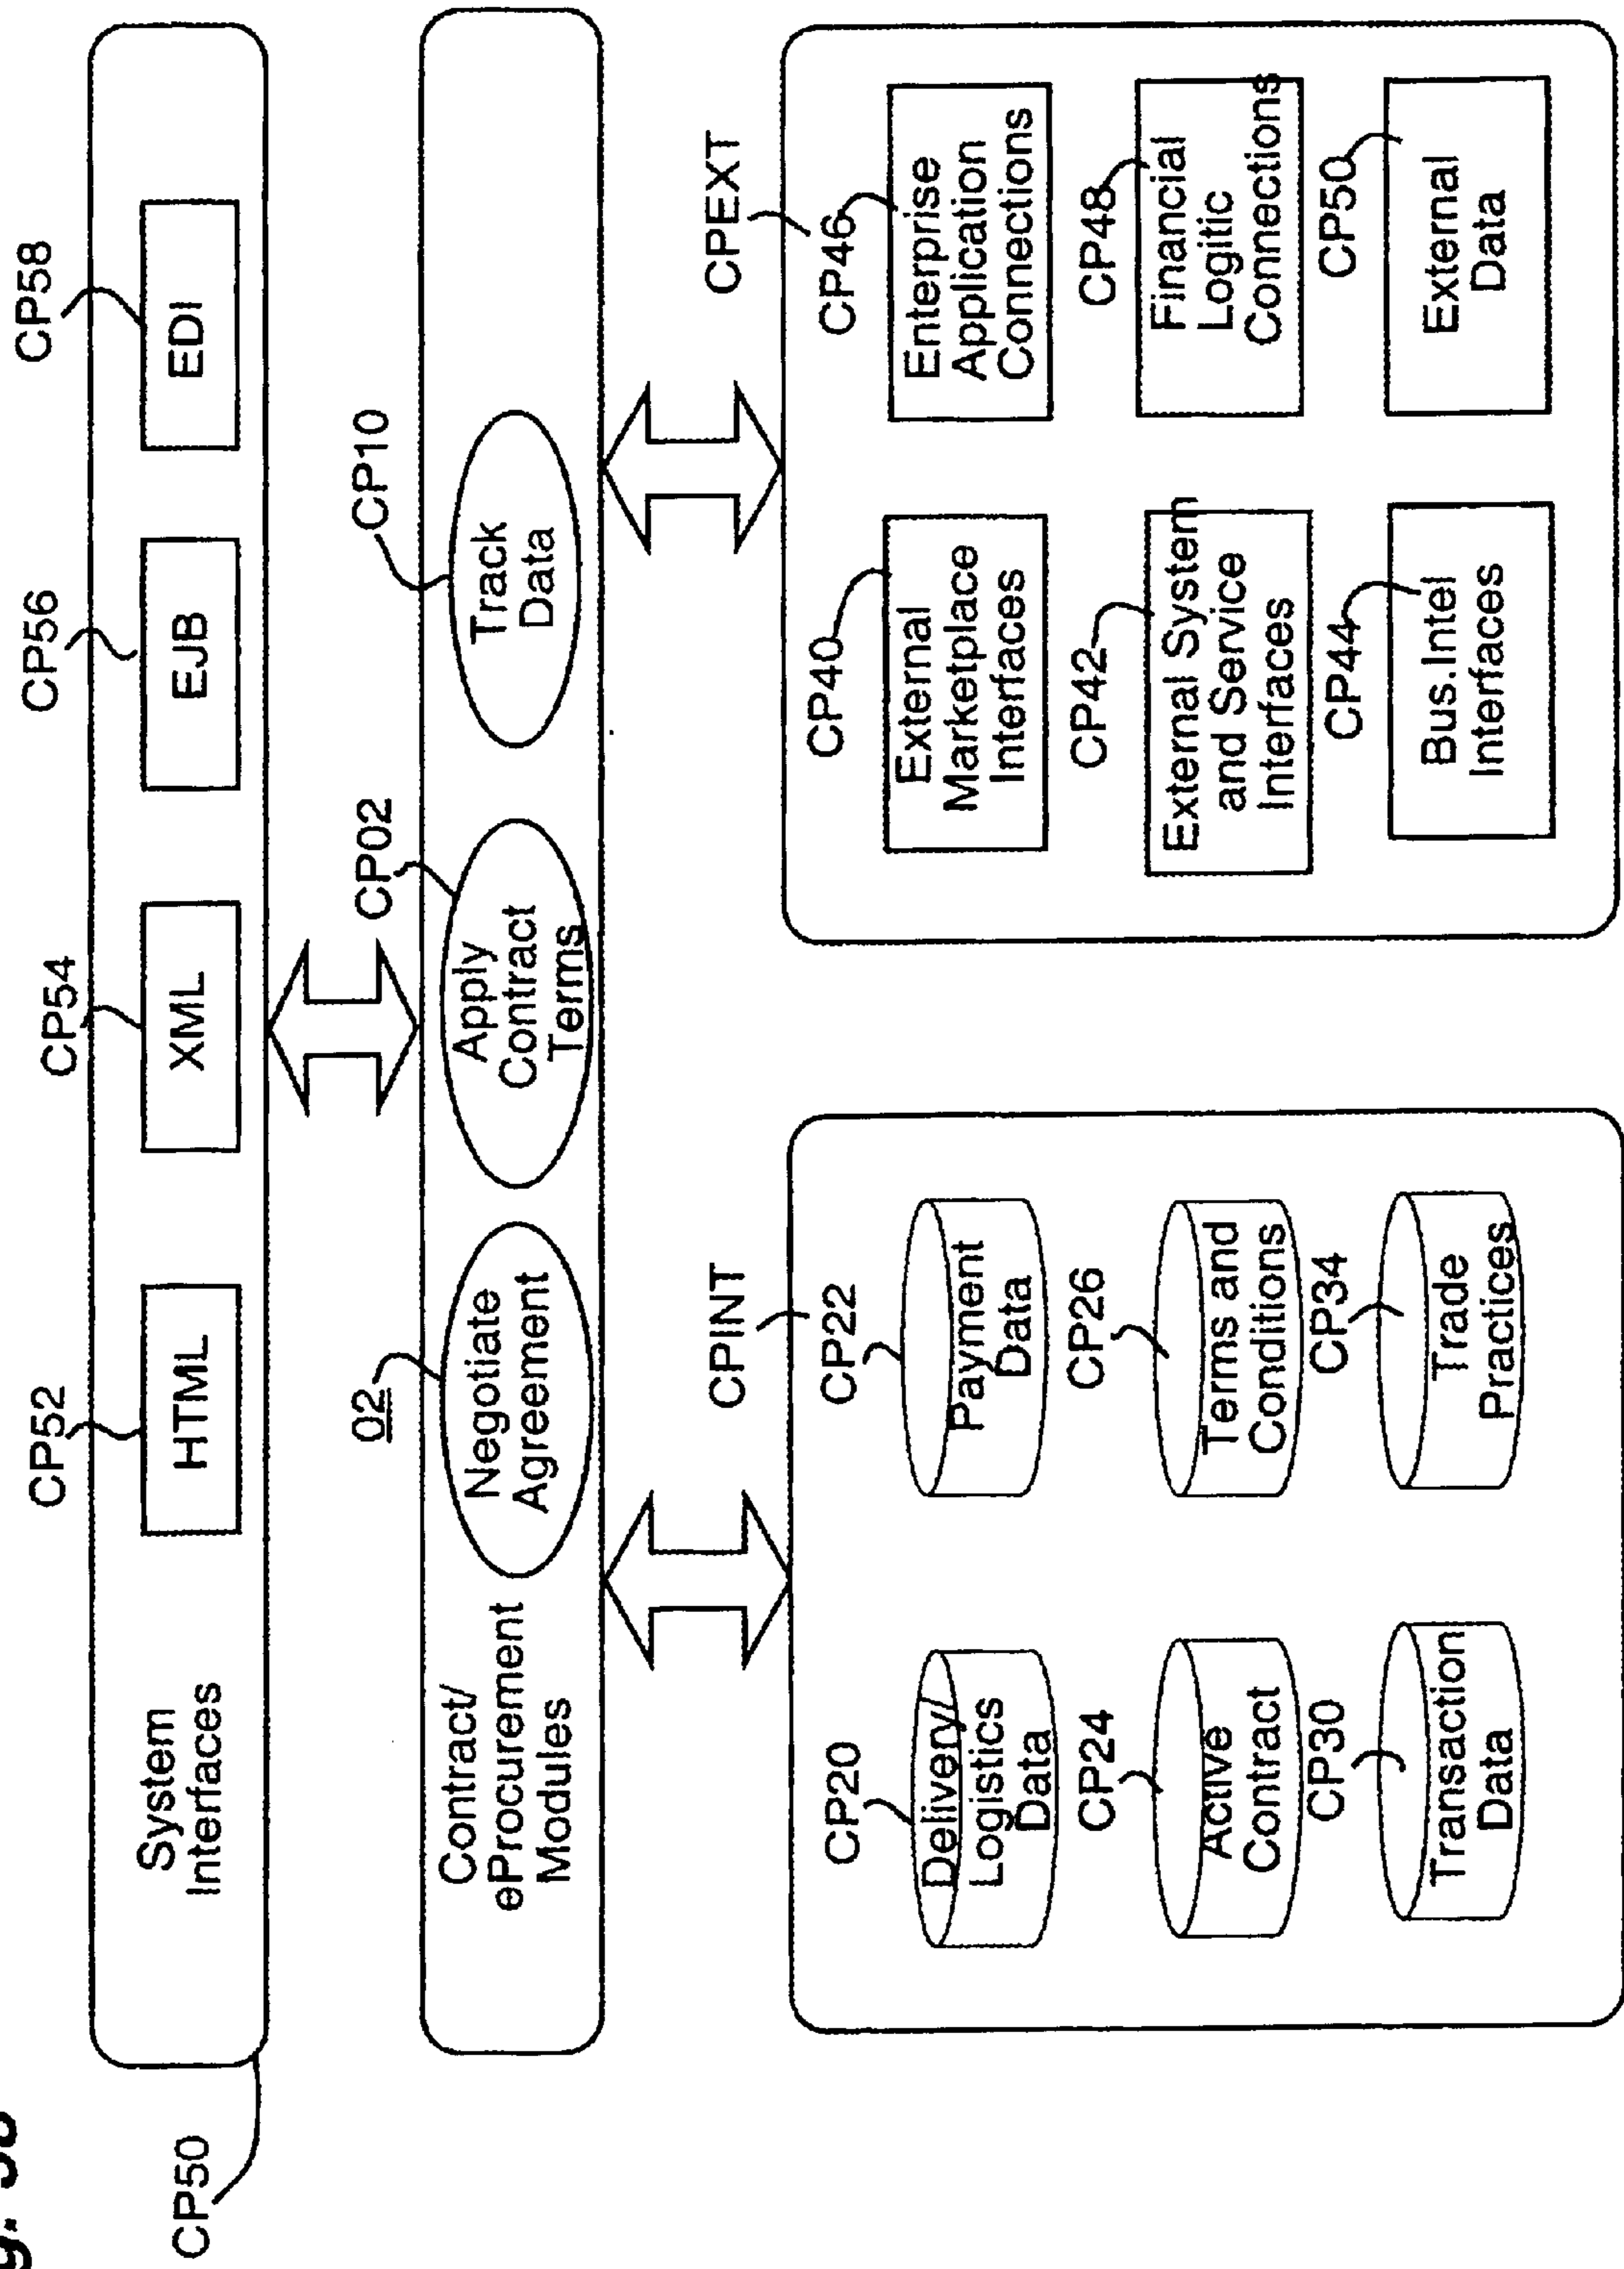 CP50
System
Interfaces
CP52
HTML
CP54
XML
CP56
EJB
CP58
EDI
Contract/
eProcurement
Modules
02
Negotiate
Agreement
CP02
Apply
Contract
Terms
CP10
Track
Data
CPINT
CP20
Delivery/
Logistics
Data
CP22
Payment
Data
CP24
Active
Contract
CP26
Terms and
Conditions
CP30
Transaction
Data
CP34
Trade
Practices
CPEXT
CP40
External
Marketplace
Interfaces
CP46
Enterprise
Application
Connections
CP42
External System
and Service
Interfaces
CP48
Financial
Logitic
Connections
CP44
Bus.Intel
Interfaces
CP50
External
Data